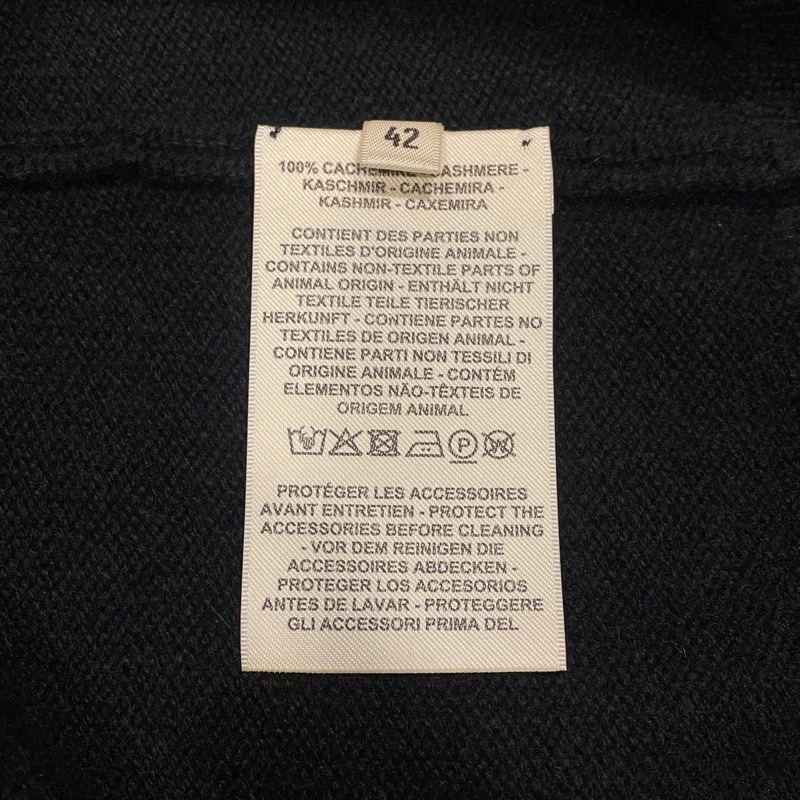 42
100% CACHEMIRE CASHMERE -
KASCHMIR - CACHEMIRA -
KASHMIR - CAXEMIRA
CONTIENT DES PARTIES NON
TEXTILES D'ORIGINE ANIMALE -
CONTAINS NON-TEXTILE PARTS OF
ANIMAL ORIGIN - ENTHÄLT NICHT
TEXTILE TEILE TIERISCHER
HERKUNFT - CONTIENE PARTES NO
TEXTILES DE ORIGEN ANIMAL -
CONTIENE PARTI NON TESSILI DI
ORIGINE ANIMALE - CONTÉM
ELEMENTOS NÃO-TÊXTEIS DE
ORIGEM ANIMAL
P W
PROTÉGER LES ACCESSOIRES
AVANT ENTRETIEN - PROTECT THE
ACCESSORIES BEFORE CLEANING
- VOR DEM REINIGEN DIE
ACCESSOIRES ABDECKEN -
PROTEGER LOS ACCESORIOS
ANTES DE LAVAR - PROTEGGERE
GLI ACCESSORI PRIMA DEL